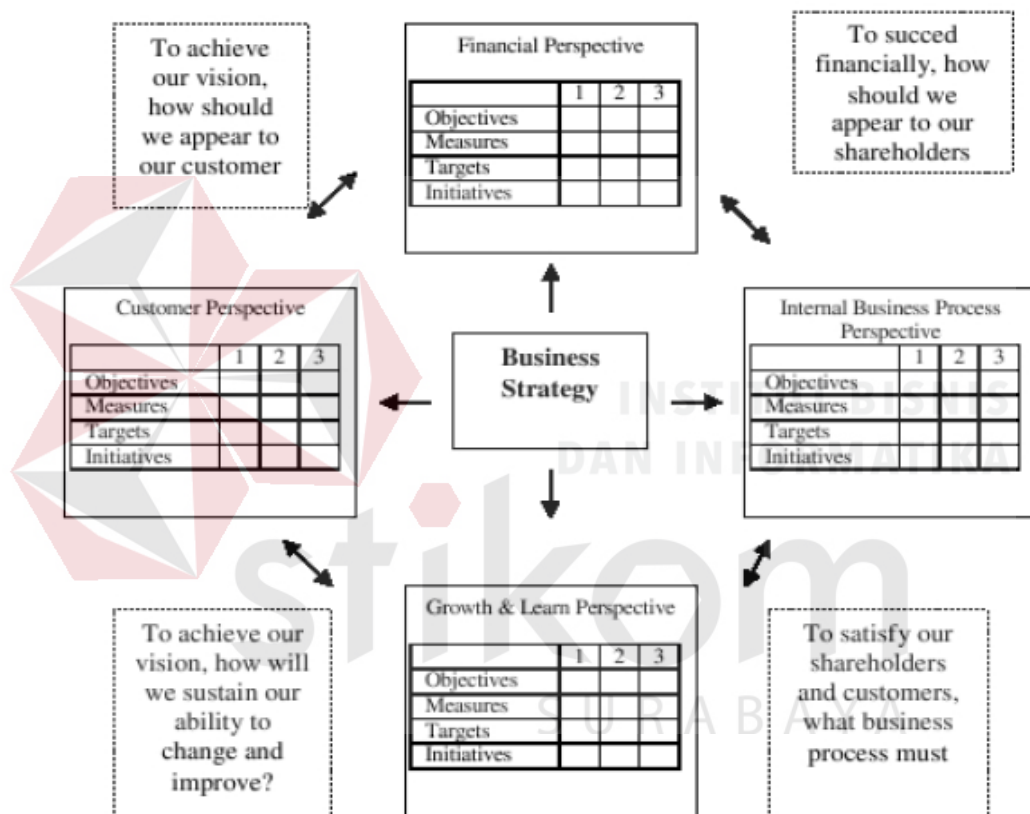 To achieve
our vision,
how should
we appear to
our customer
Financial Perspective
1 2 3
Objectives
Measures
Targets
Initiatives
To succed
financially, how
should we
appear to our
shareholders
Customer Perspective
1 2 3
Objectives
Measures
Targets
Initiatives
Business
Strategy
Internal Business Process
Perspective
1 2 3
Objectives
Measures
Targets
Initiatives
INSTITUT BISNIS
DAN INFORMATIKA
stikom
SURABAYA
To achieve our
vision, how will
we sustain our
ability to
change and
improve?
Growth & Learn Perspective
1 2 3
Objectives
Measures
Targets
Initiatives
To satisfy our
shareholders
and customers,
what business
process must